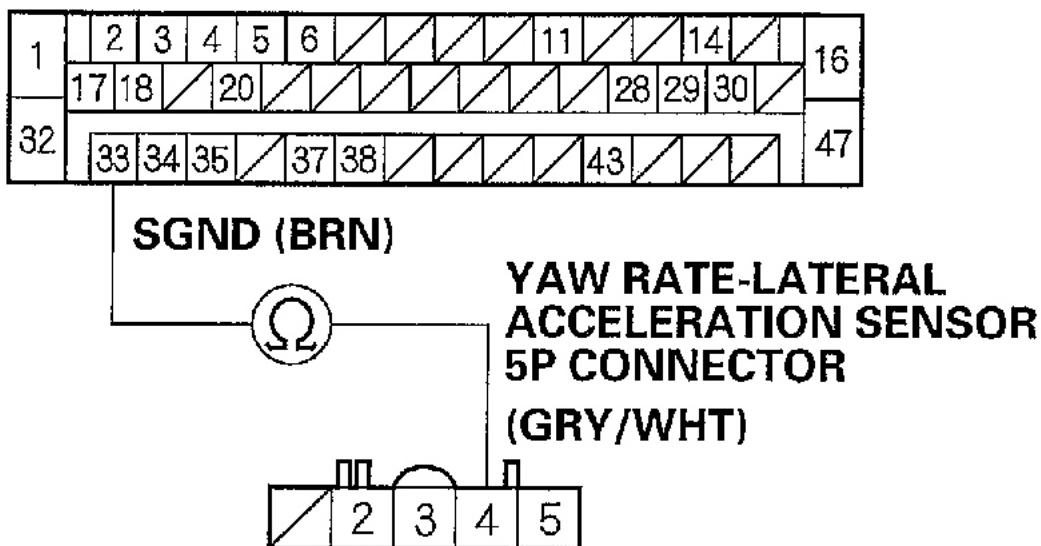 1 2 3 4 5 6 11 14 16
17 18 20 28 29 30
32 33 34 35 37 38 43 47
SGND (BRN)
Ω
YAW RATE-LATERAL
ACCELERATION SENSOR
5P CONNECTOR
(GRY/WHT)
2 3 4 5